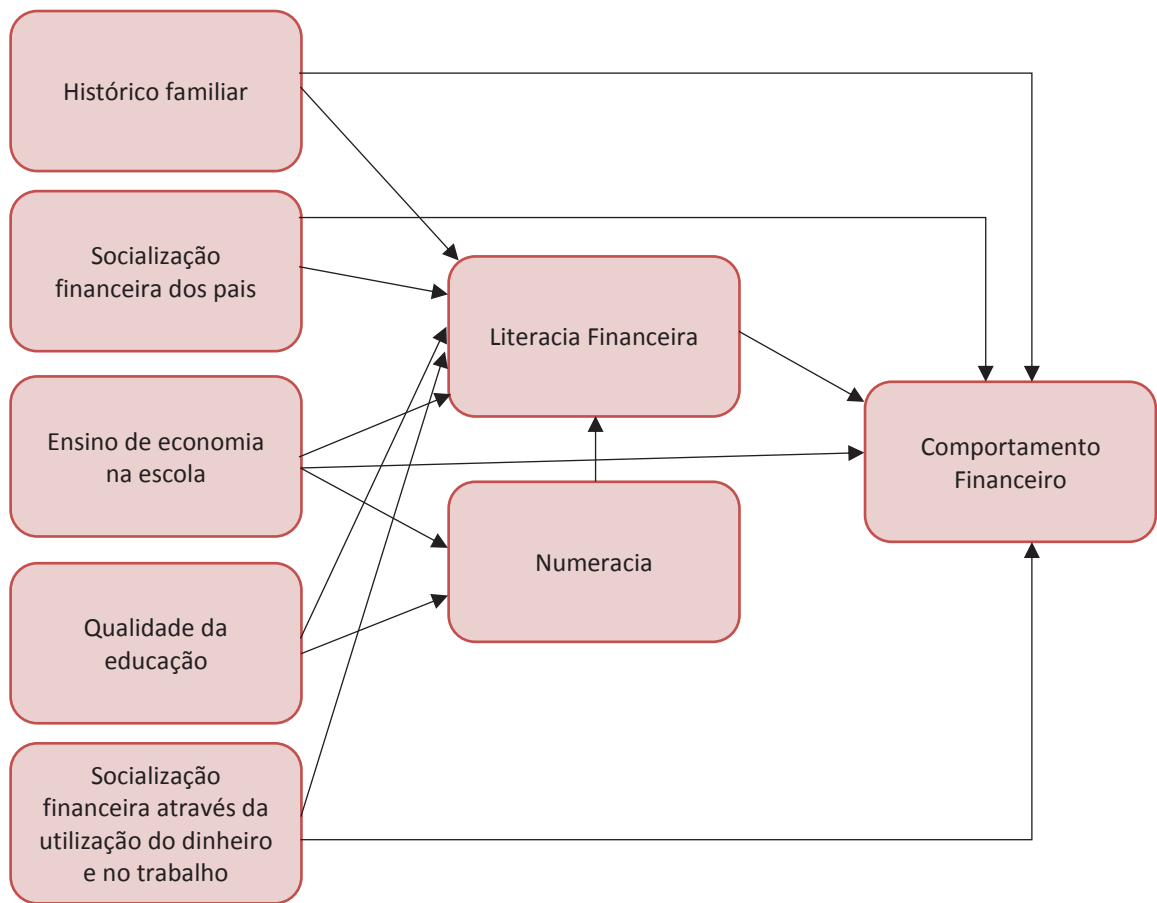 Histórico familiar
Socialização
financeira dos pais
Ensino de economia
na escola
Qualidade da
educação
Socialização
financeira através da
utilização do dinheiro
e no trabalho
Literacia Financeira
Numeracia
Comportamento
Financeiro